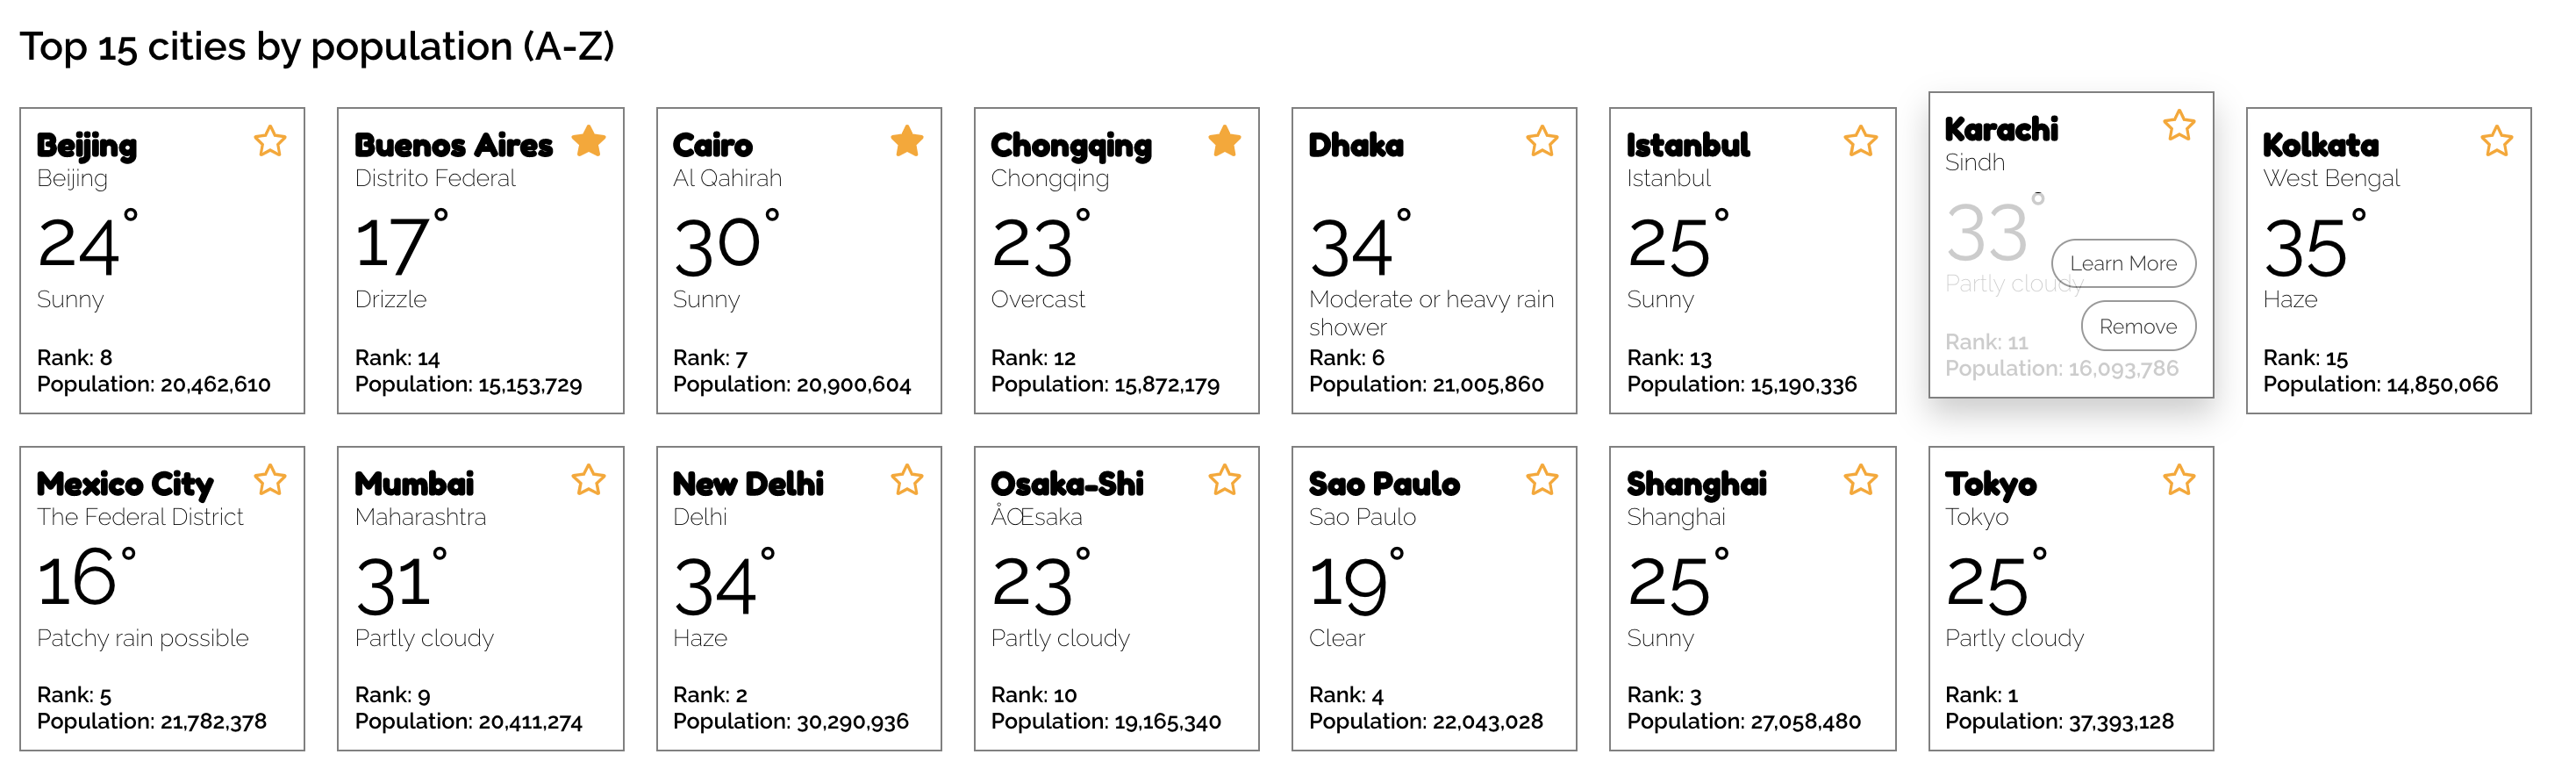 Top 15 cities by population (A-Z)
Beijing
Beijing
24°
Sunny
Rank: 8
Population: 20,462,610
Buenos Aires
Distrito Federal
17°
Drizzle
Rank: 14
Population: 15,153,729
Cairo
Al Qahirah
30°
Sunny
Rank: 7
Population: 20,900,604
Chongqing
Chongqing
23°
Overcast
Rank: 12
Population: 15,872,179
Dhaka
34°
Moderate or heavy rain
shower
Rank: 6
Population: 21,005,860
Istanbul
Istanbul
25°
Sunny
Rank: 13
Population: 15,190,336
Karachi
Sindh
33°
Learn More
Partly cloudy
Remove
Rank: 11
Population: 16,093,786
Kolkata
West Bengal
35°
Haze
Rank: 15
Population: 14,850,066
Mexico City
The Federal District
16°
Patchy rain possible
Rank: 5
Population: 21,782,378
Mumbai
Maharashtra
31°
Partly cloudy
Rank: 9
Population: 20,411,274
New Delhi
Delhi
34°
Haze
Rank: 2
Population: 30,290,936
Osaka-Shi
ÅŒsaka
23°
Partly cloudy
Rank: 10
Population: 19,165,340
Sao Paulo
Sao Paulo
19°
Clear
Rank: 4
Population: 22,043,028
Shanghai
Shanghai
25°
Sunny
Rank: 3
Population: 27,058,480
Tokyo
Tokyo
25°
Partly cloudy
Rank: 1
Population: 37,393,128